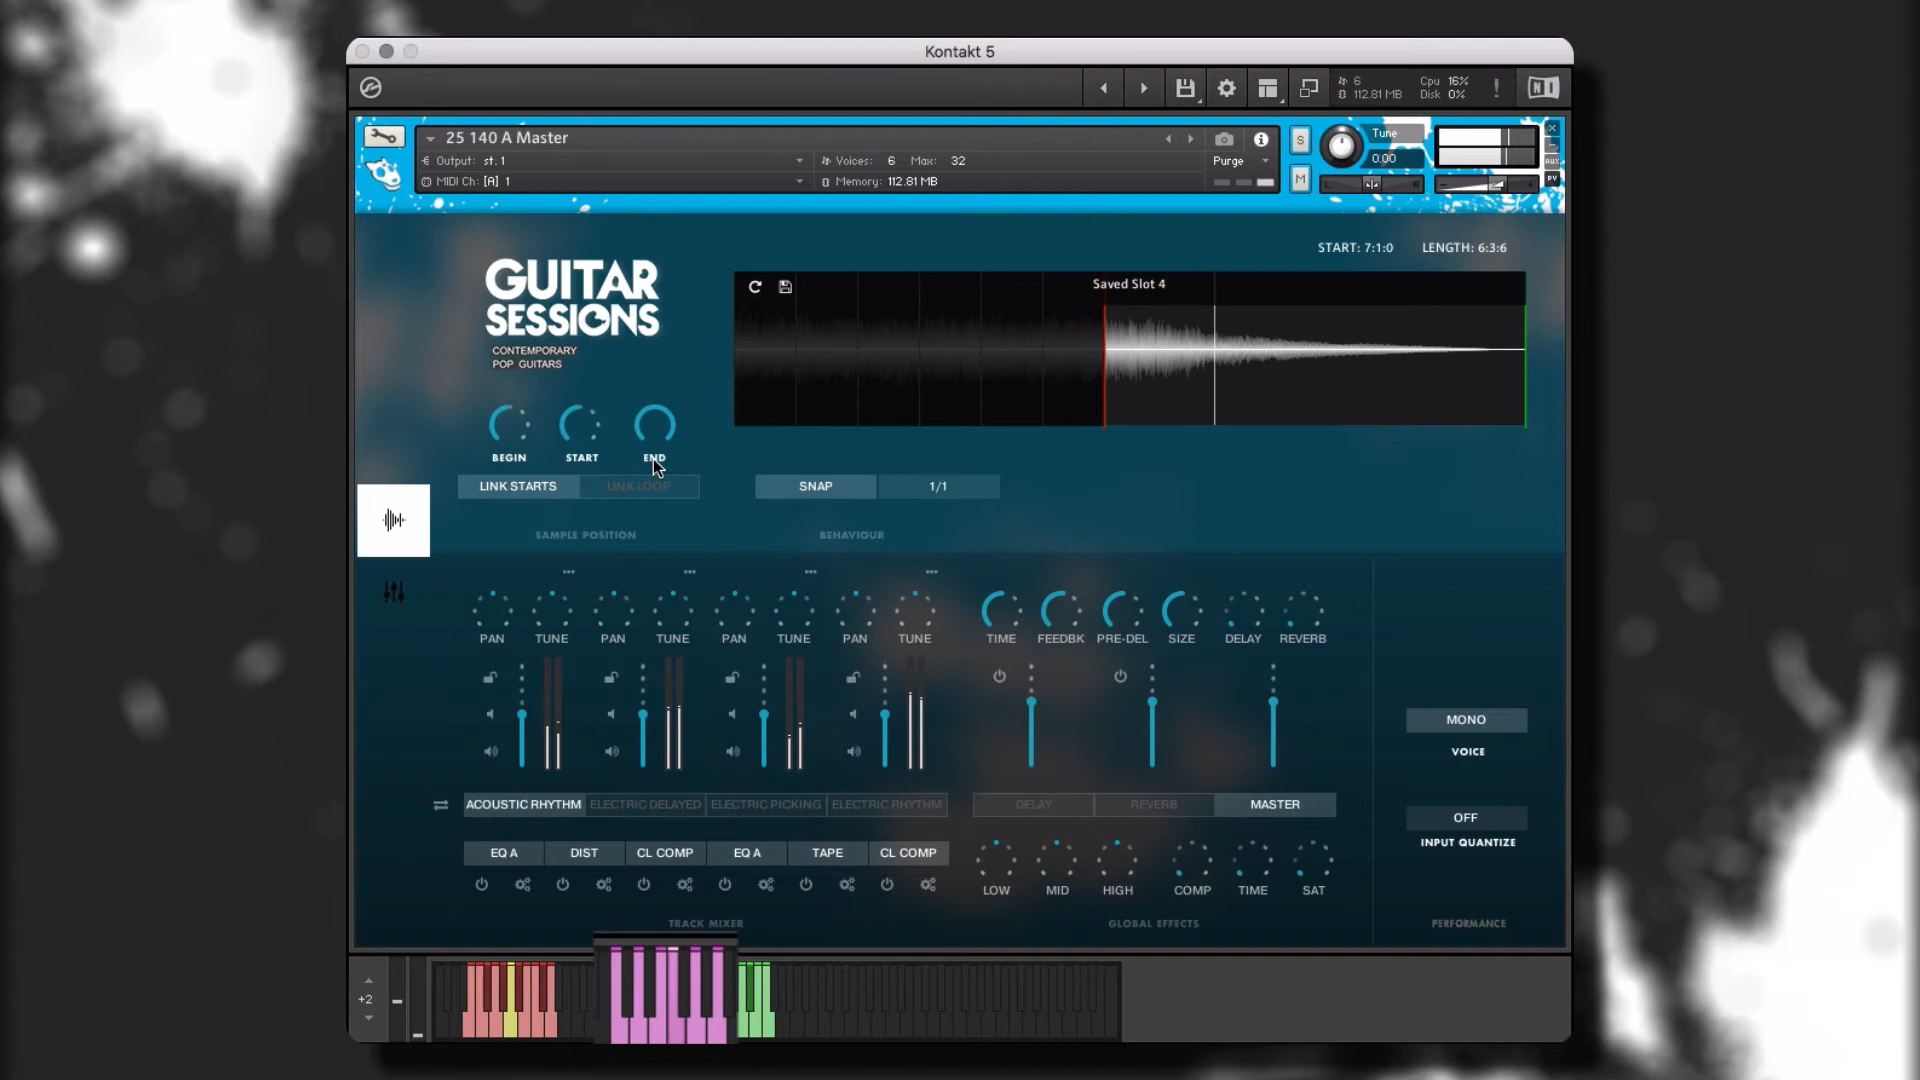 Kontakt 5
6
112.81 MB
Cpu 16%
Disk 0%
!
NI
25 140 A Master
Output: st.1
Voices: 6 Max: 32
Purge
MIDI Ch: [A] 1
Memory: 112.81 MB
S
M
Tune
0.00
L
R
AUX
PV
START: 7:1:0 LENGTH: 6:3:6
GUITAR
SESSIONS
CONTEMPORARY
POP GUITARS
Saved Slot 4
BEGIN START END
LINK STARTS LINK LOOP SNAP 1/1
SAMPLE POSITION BEHAVIOUR
PAN TUNE PAN TUNE PAN TUNE PAN TUNE TIME FEEDBK PRE-DEL SIZE DELAY REVERB
MONO
VOICE
ACOUSTIC RHYTHM ELECTRIC DELAYED ELECTRIC PICKING ELECTRIC RHYTHM DELAY REVERB MASTER
OFF
INPUT QUANTIZE
EQ A DIST CL COMP EQ A TAPE CL COMP
LOW MID HIGH COMP TIME SAT
TRACK MIXER GLOBAL EFFECTS PERFORMANCE
+2